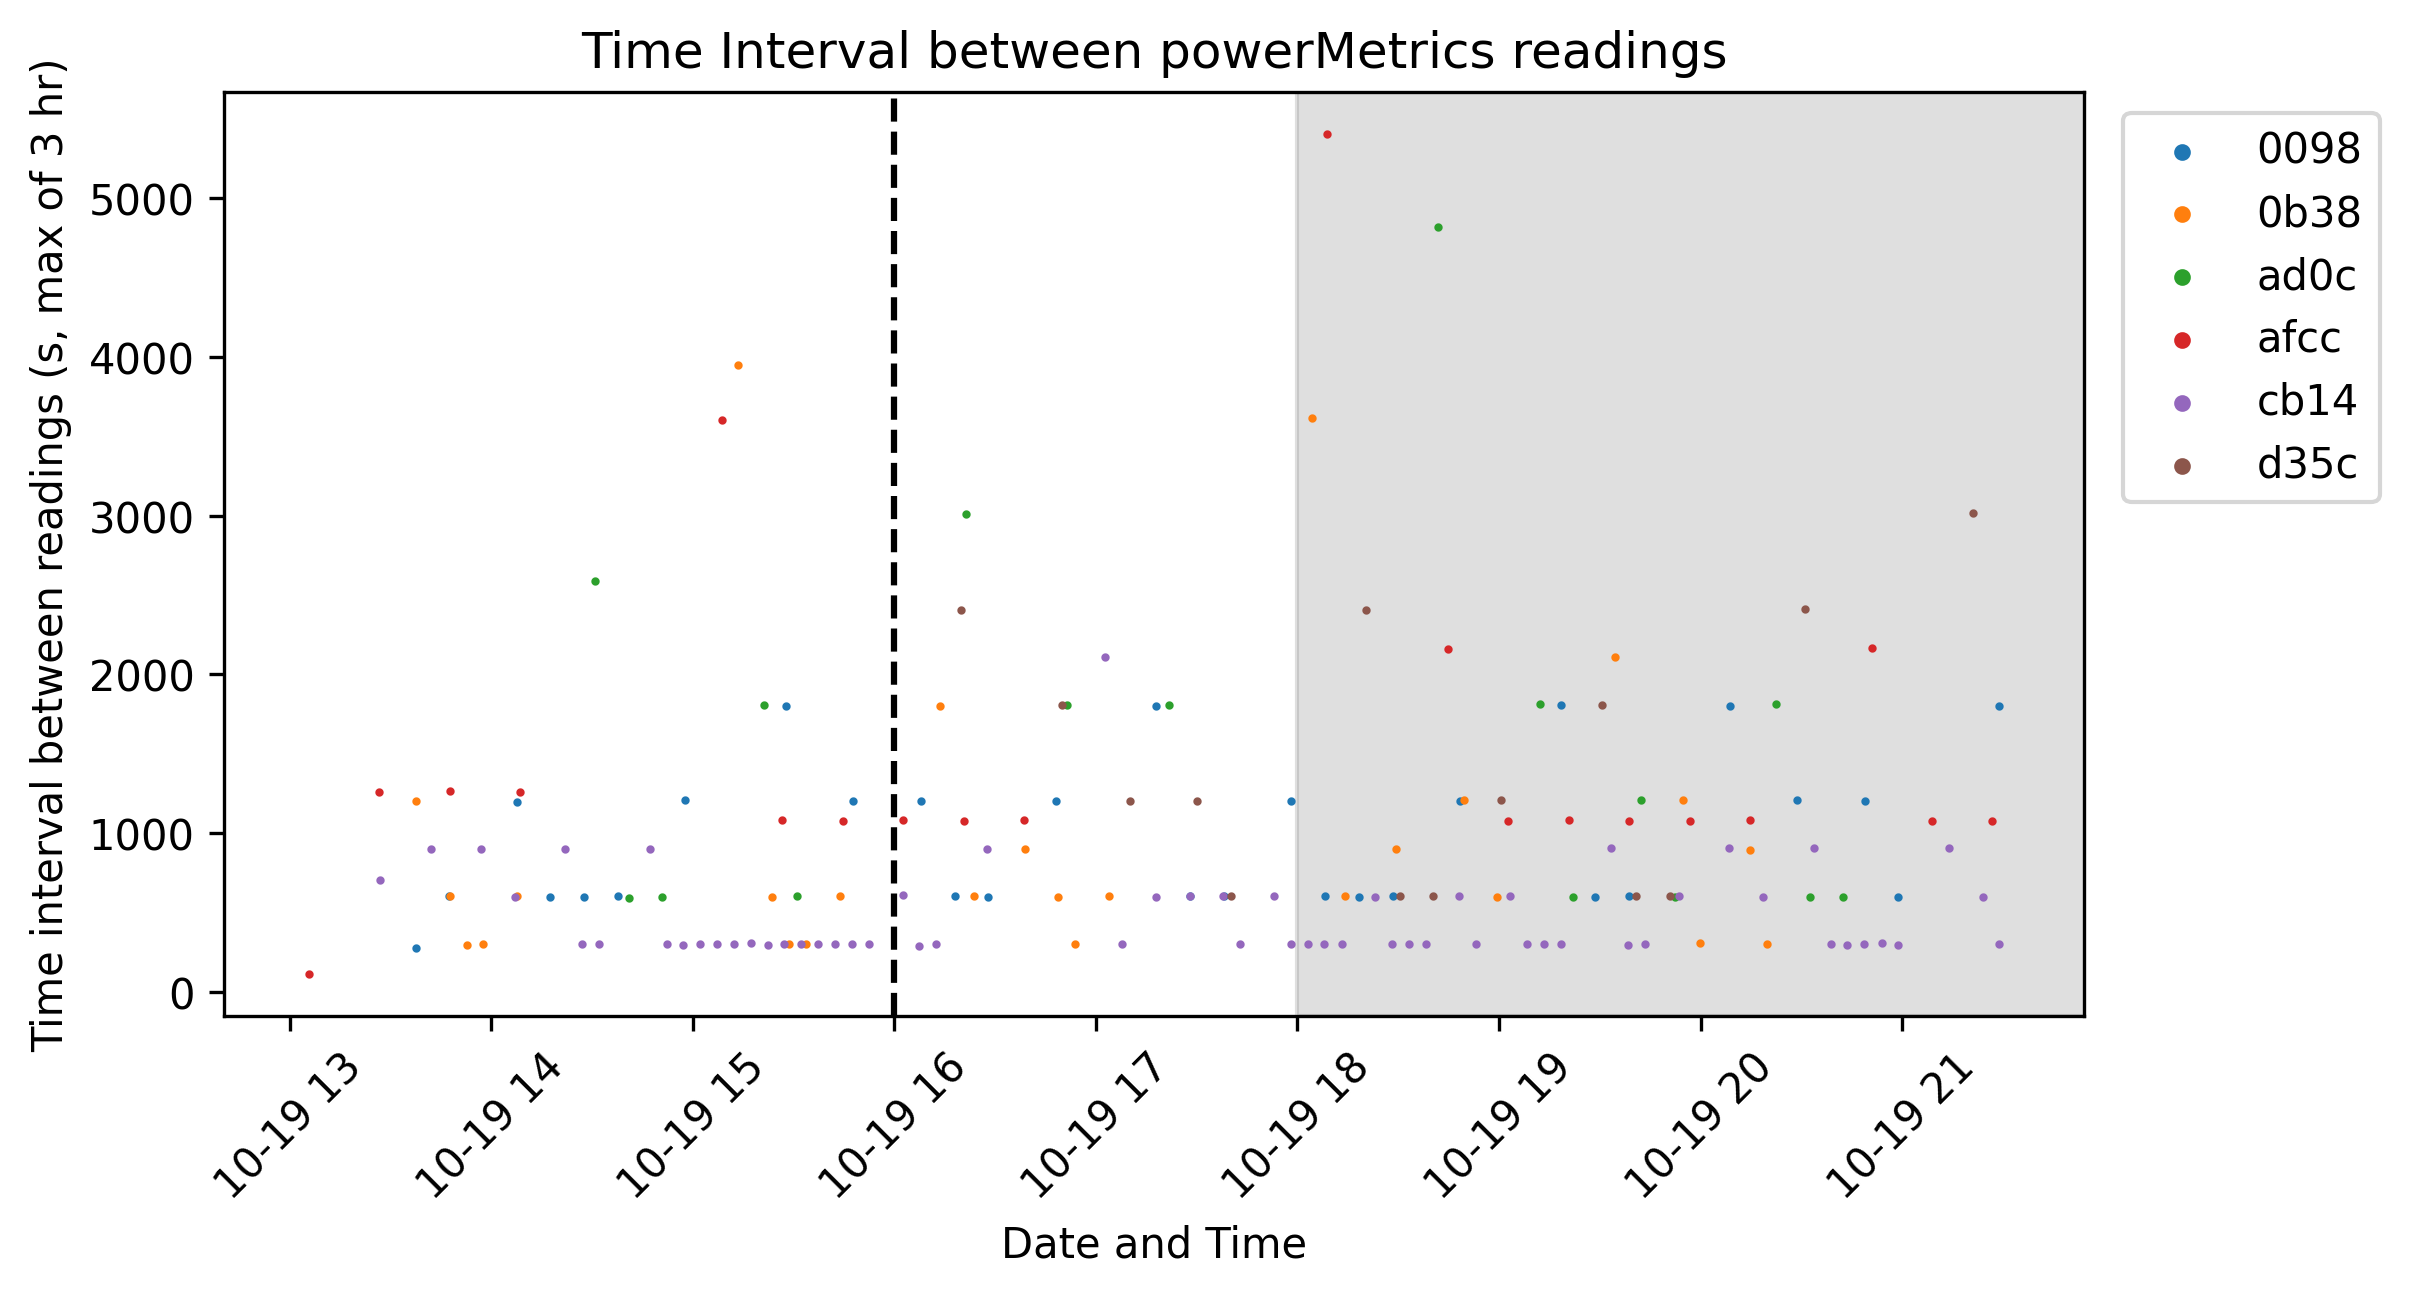 Time Interval between powerMetrics readings
Time interval between readings (s, max of 3 hr)
5000
4000
3000
2000
1000
0
10-19 13
10-19 14
10-19 15
10-19 16
10-19 17
10-19 18
10-19 19
10-19 20
10-19 21
Date and Time
0098
0b38
ad0c
afcc
cb14
d35c